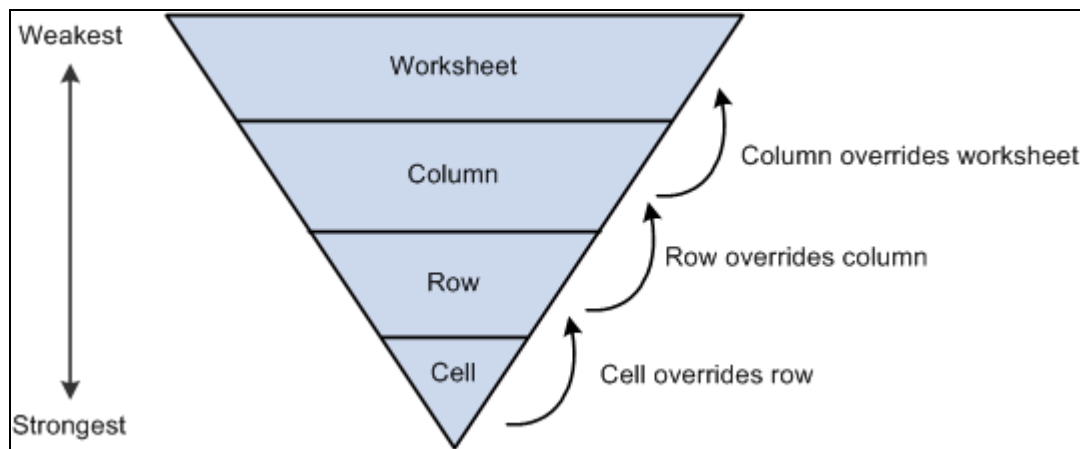 Weakest
Worksheet
Column
Column overrides worksheet
Row
Row overrides column
Cell
Cell overrides row
Strongest